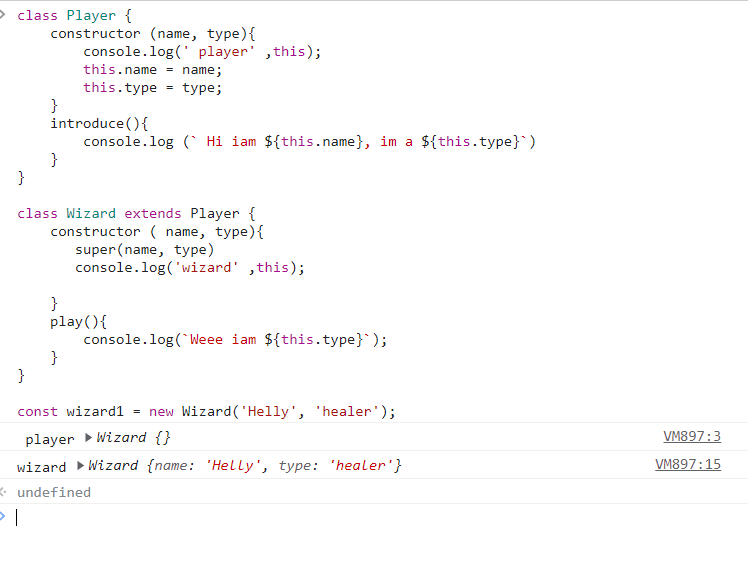 class Player {
    constructor (name, type){
        console.log(' player' ,this);
        this.name = name;
        this.type = type;
    }
    introduce(){
        console.log (` Hi iam ${this.name}, im a ${this.type}`)
    }
}
class Wizard extends Player {
    constructor ( name, type){
       super(name, type)
       console.log('wizard' ,this);
    }
    play(){
        console.log(`Weee iam ${this.type}`);
    }
}
const wizard1 = new Wizard('Helly', 'healer');
 player ▶ Wizard {} VM897:3
wizard ▶ Wizard {name: 'Helly', type: 'healer'} VM897:15
undefined